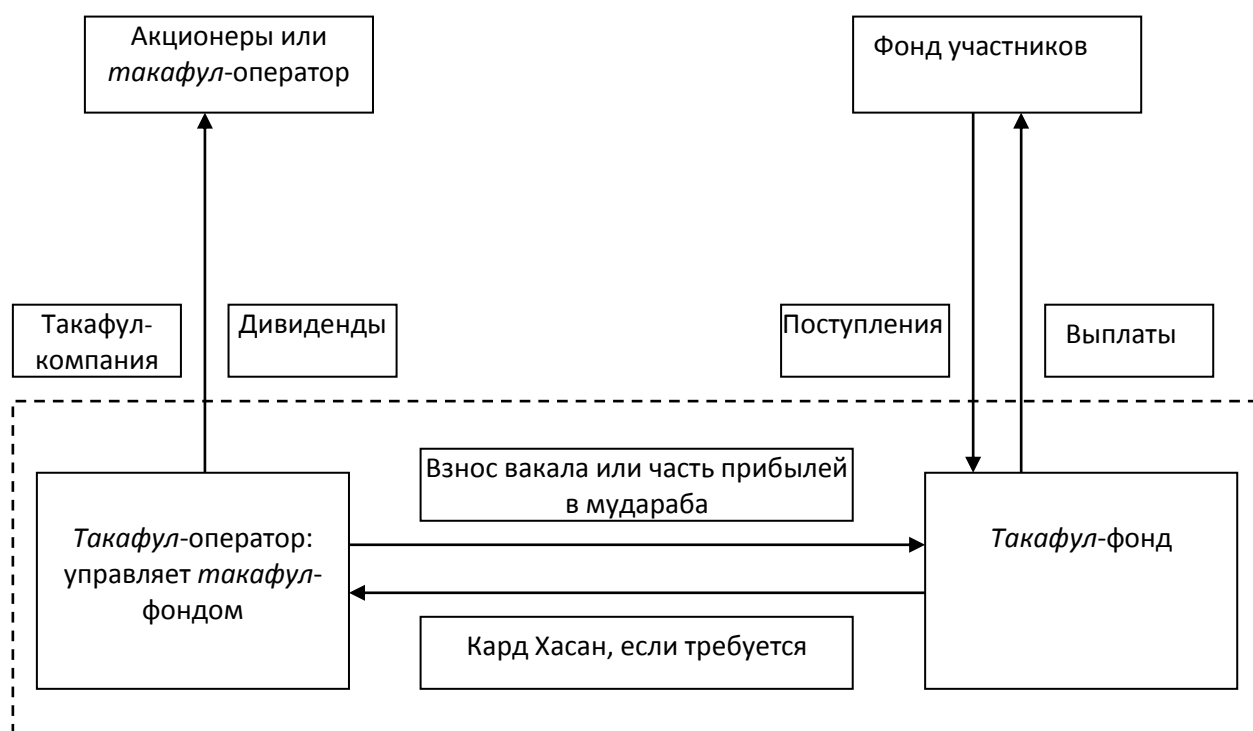 Акционеры или
такафул-оператор
Фонд участников
Такафул-
компания
Дивиденды
Поступления
Выплаты
Взнос вакала или часть прибылей
в мудараба
Такафул-оператор:
управляет такафул-
фондом
Такафул-фонд
Кард Хасан, если требуется